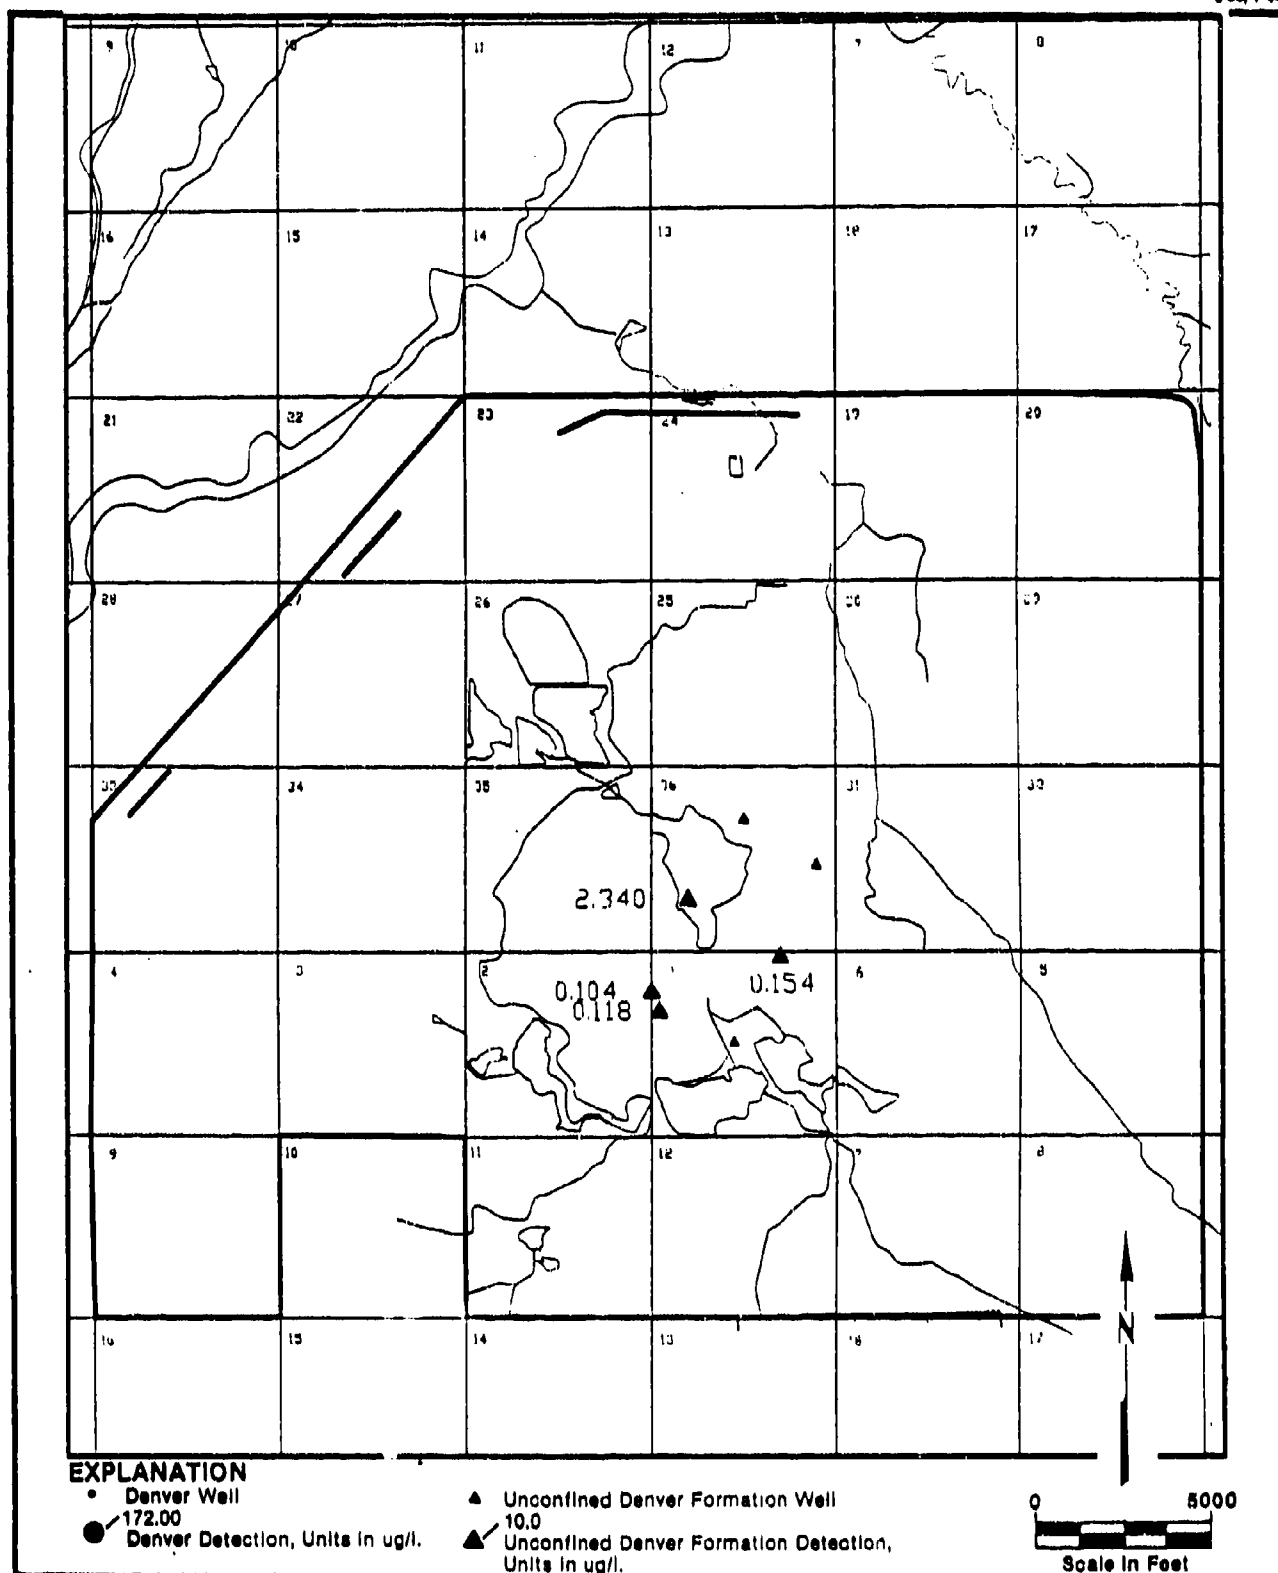 9 10 11 12 7 8
16 15 14 13 18 17
21 22 23 24 19 20
28 27 26 25 30 29
33 34 35 36 31 32
2.340
4 3 2 1 6 5
0.104 0.154
0.118
9 10 11 12 7 8
N
16 15 14 13 18 17
EXPLANATION
Denver Well
172.00
Denver Detection, Units in ug/l.
Unconfined Denver Formation Well
10.0
Unconfined Denver Formation Detection,
Units in ug/l.
0 5000
Scale in Feet